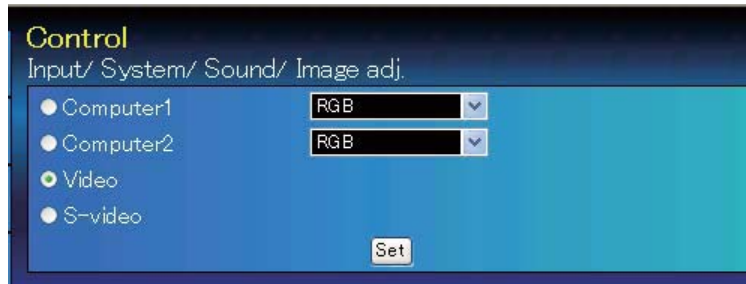 Control
Input/ System/ Sound/ Image adj.
Computer1 RGB
Computer2 RGB
Video
S-video
Set